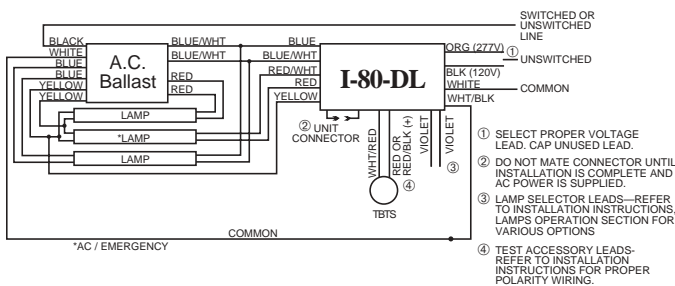 SWITCHED OR
UNSWITCHED
LINE
BLACK
WHITE
BLUE
BLUE
YELLOW
YELLOW
A.C.
Ballast
BLUE/WHT
BLUE/WHT
RED
RED
BLUE
BLUE/WHT
RED/WHT
RED
YELLOW
I-80-DL
ORG (277V)
①
UNSWITCHED
BLK (120V)
WHITE
COMMON
WHT/BLK
LAMP
*LAMP
LAMP
② UNIT
CONNECTOR
WHT/RED
RED OR
RED/BLK (+)
VIOLET
VIOLET
③
④
TBTS
COMMON
*AC / EMERGENCY
① SELECT PROPER VOLTAGE
LEAD. CAP UNUSED LEAD.
② DO NOT MATE CONNECTOR UNTIL
INSTALLATION IS COMPLETE AND
AC POWER IS SUPPLIED.
③ LAMP SELECTOR LEADS—REFER
TO INSTALLATION INSTRUCTIONS,
LAMPS OPERATION SECTION FOR
VARIOUS OPTIONS
④ TEST ACCESSORY LEADS-
REFER TO INSTALLATION
INSTRUCTIONS FOR PROPER
POLARITY WIRING.